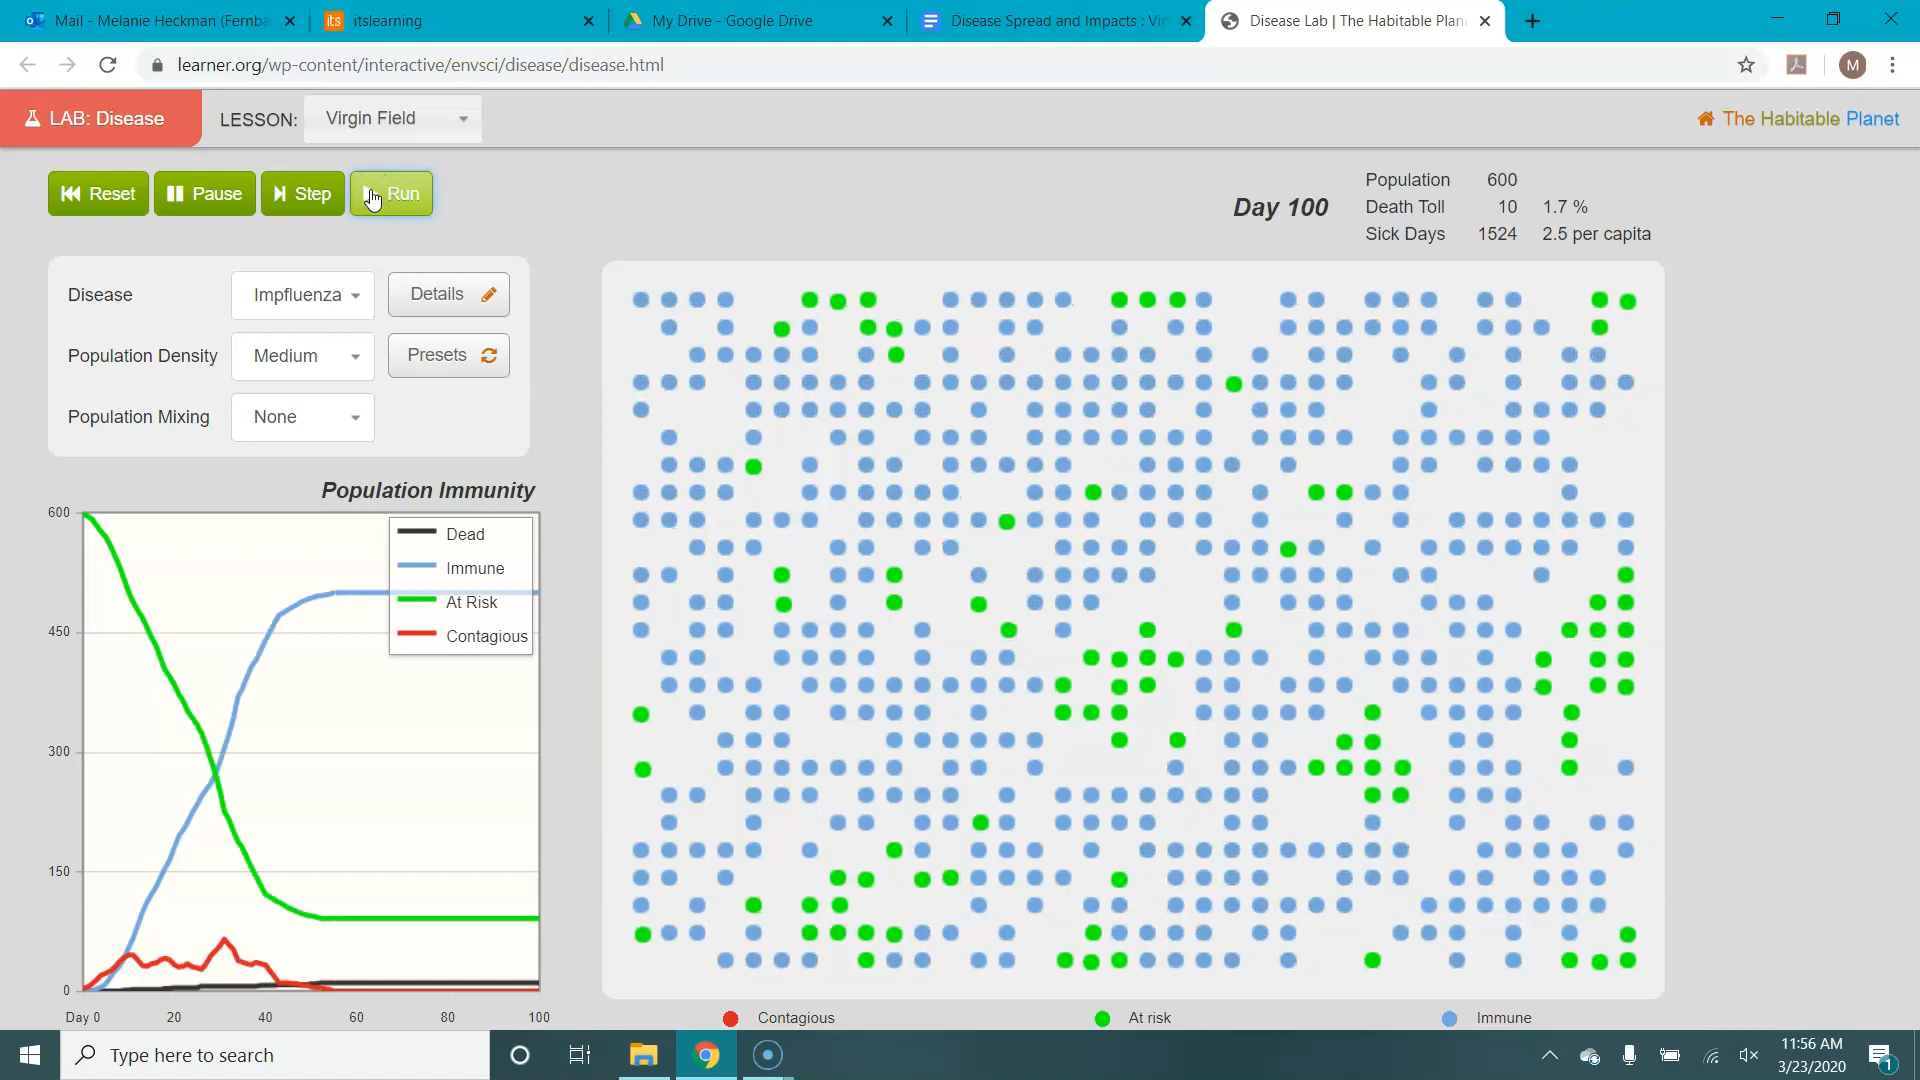 Mail - Melanie Heckman (Fernba
itslearning
My Drive - Google Drive
Disease Spread and Impacts : Vi
Disease Lab | The Habitable Plan
learner.org/wp-content/interactive/envsci/disease/disease.html
M
LAB: Disease
LESSON:
Virgin Field
The Habitable Planet
Reset
Pause
Step
Run
Day 100
Population 600
Death Toll 10 1.7 %
Sick Days 1524 2.5 per capita
Disease
Impfluenza
Details
Population Density
Medium
Presets
Population Mixing
None
Population Immunity
600
450
300
150
0
Dead
Immune
At Risk
Contagious
Day 0 20 40 60 80 100
Contagious
At risk
Immune
Type here to search
11:56 AM
3/23/2020
1